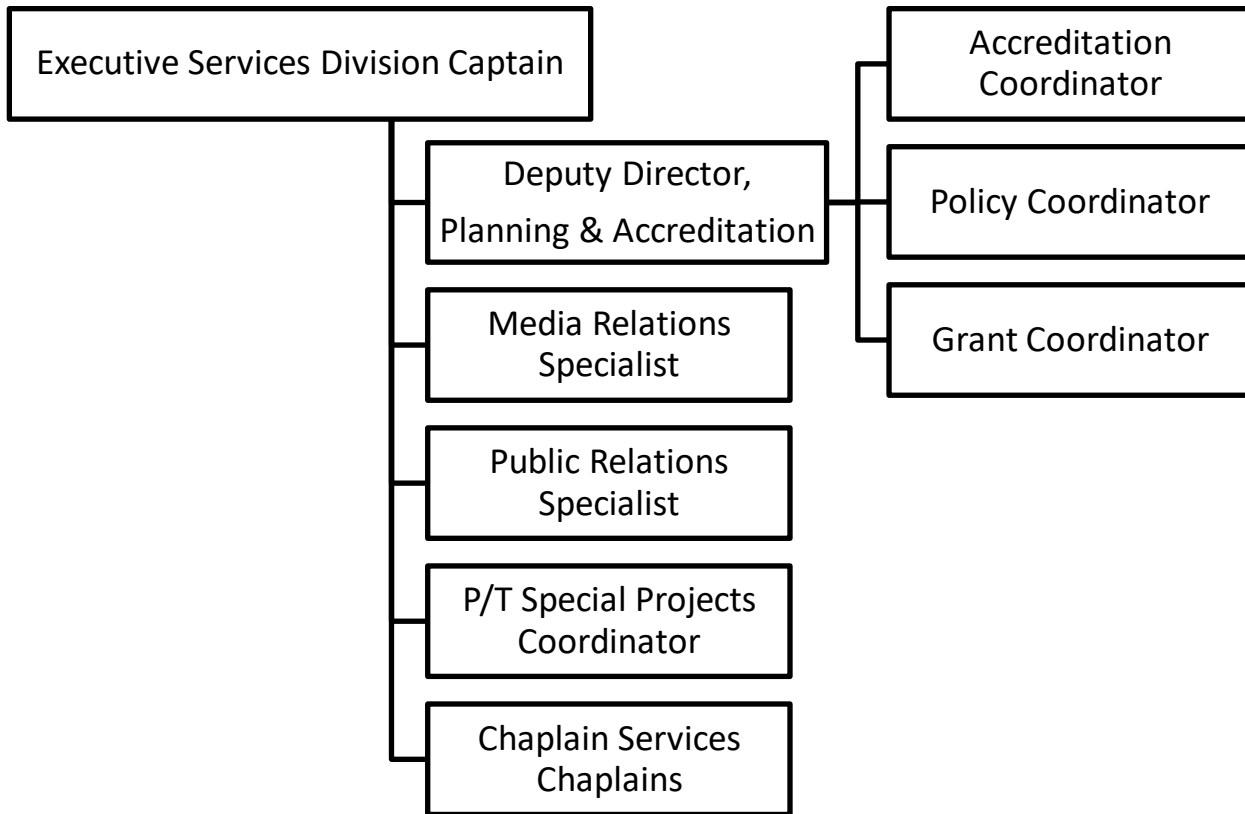 Executive Services Division Captain
Deputy Director,
Planning & Accreditation
Media Relations
Specialist
Public Relations
Specialist
P/T Special Projects
Coordinator
Chaplain Services
Chaplains
Accreditation
Coordinator
Policy Coordinator
Grant Coordinator